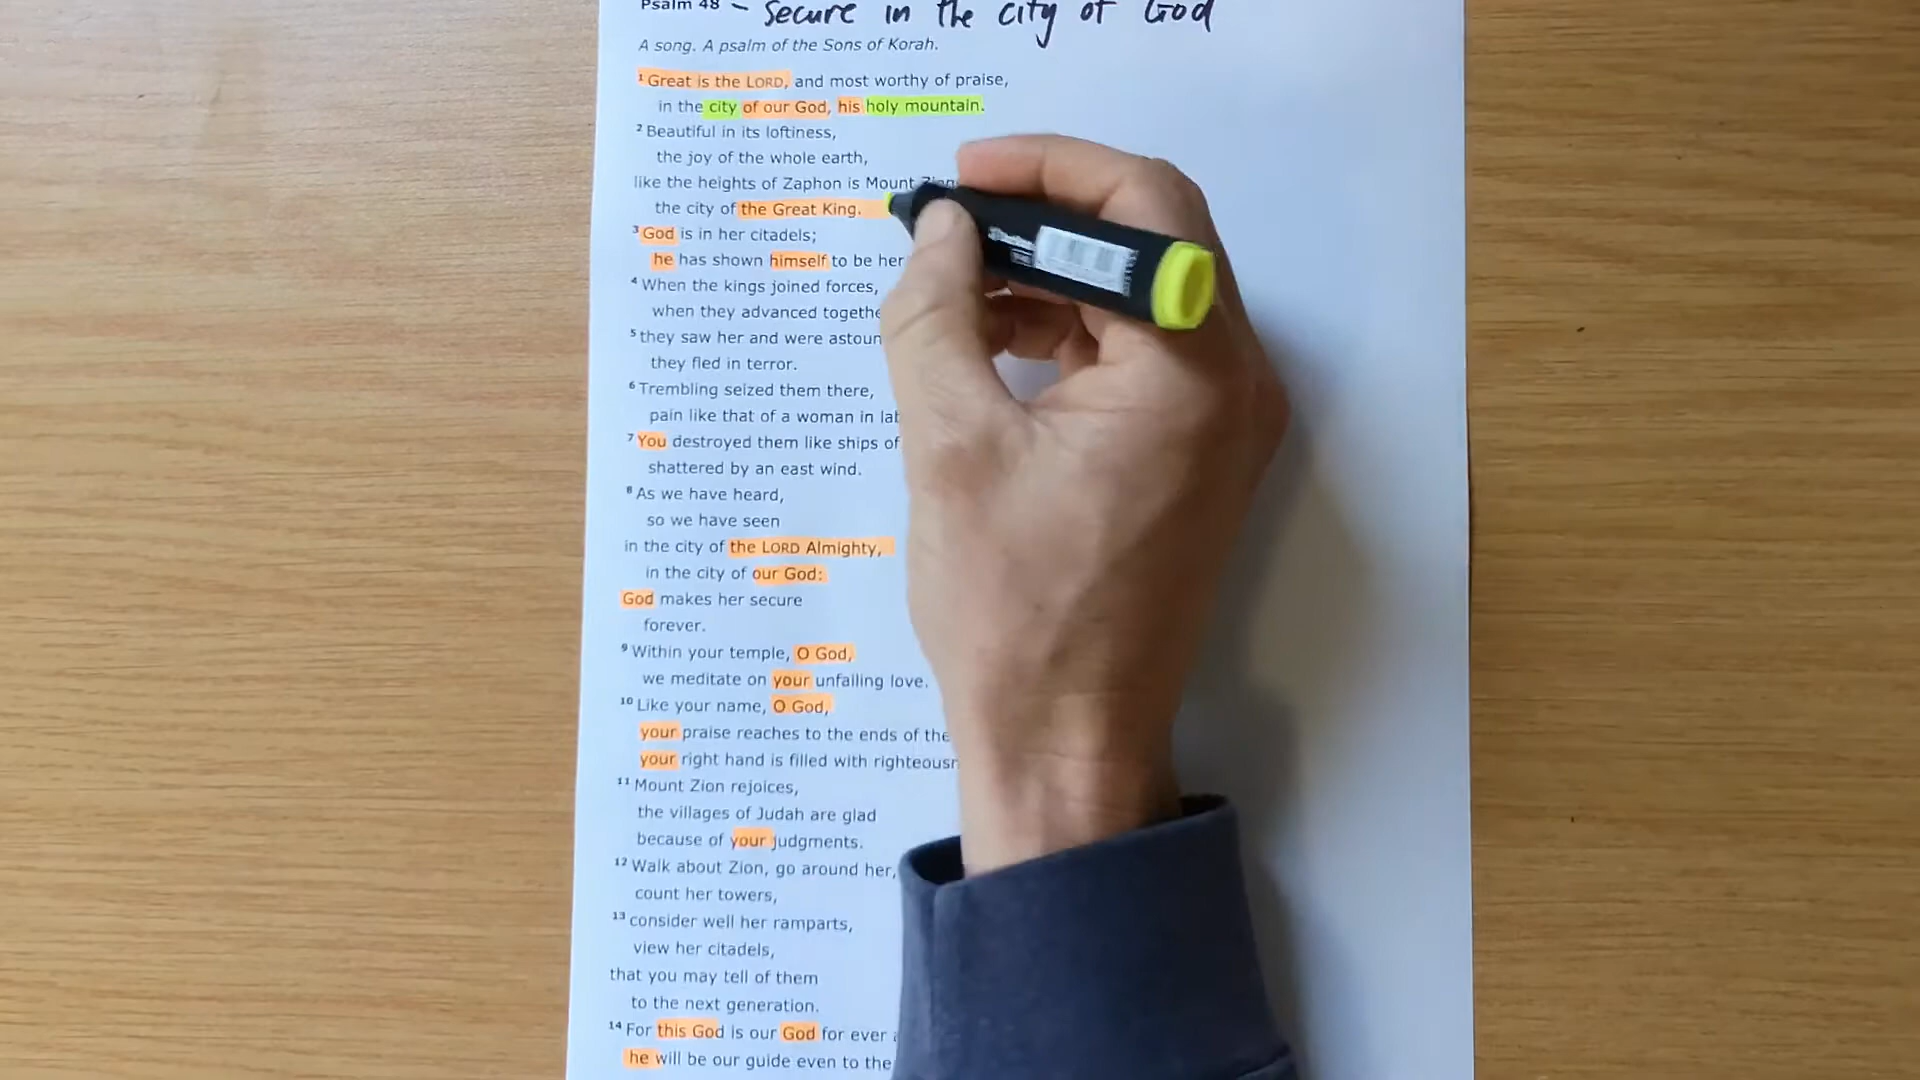 Psalm 48 – Secure in the city of God
A song. A psalm of the Sons of Korah.
1 Great is the LORD, and most worthy of praise,
in the city of our God, his holy mountain.
2 Beautiful in its loftiness,
the joy of the whole earth,
like the heights of Zaphon is Mount Zion
the city of the Great King.
3 God is in her citadels;
he has shown himself to be her
4 When the kings joined forces,
when they advanced
5 they saw her and were
they fled in terror.
6 Trembling seized them there,
pain like that of a woman in
7 You destroyed them like ships of
shattered by an east wind.
8 As we have heard,
so we have seen
in the city of the LORD Almighty,
in the city of our God:
God makes her secure
forever.
9 Within your temple, O God,
we meditate on your unfailing love.
10 Like your name, O God,
your praise reaches to the ends of the
your right hand is filled with
11 Mount Zion rejoices,
the villages of Judah are glad
because of your judgments.
12 Walk about Zion, go around her,
count her towers,
13 consider well her ramparts,
view her citadels,
that you may tell of them
to the next generation.
14 For this God is our God for ever
he will be our guide even to the